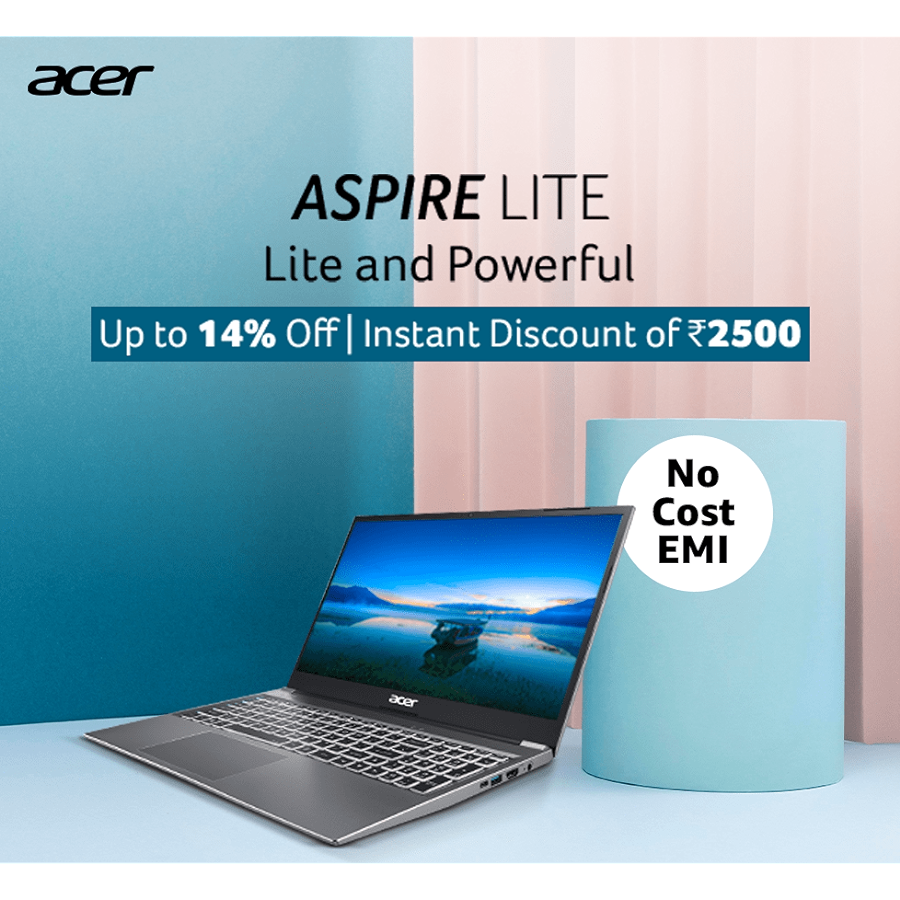 acer
ASPIRE LITE
Lite and Powerful
Up to 14% Off | Instant Discount of ₹2500
No
Cost
EMI
acer